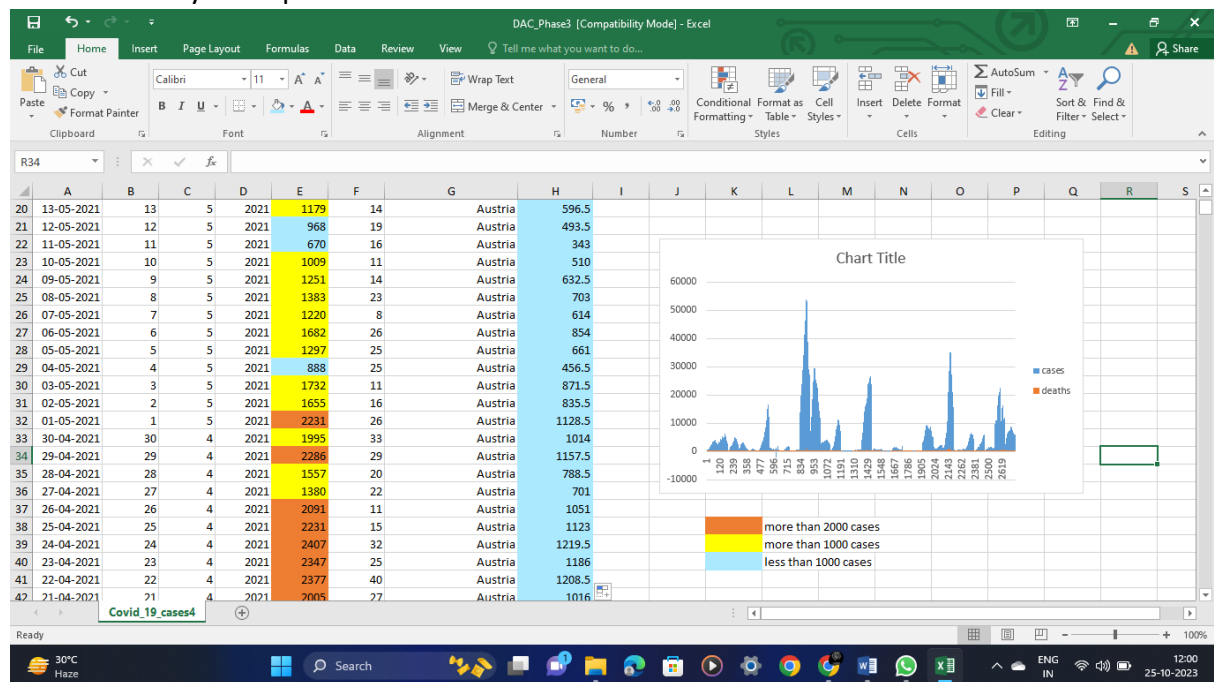 DAC_Phase3 [Compatibility Mode] - Excel
File Home Insert Page Layout Formulas Data Review View Tell me what you want to do... Share
Cut
Copy
Format Painter
Paste
Calibri 11 A A
B I U A
Wrap Text
Merge & Center
General
% , .0 .00 .00 .0
Conditional Formatting
Format as Table
Cell Styles
Insert Delete Format
AutoSum
Fill
Clear
Sort & Filter
Find & Select
Clipboard Font Alignment Number Styles Cells Editing
R34 fx
A B C D E F G H I J K L M N O P Q R S
20 13-05-2021 13 5 2021 1179 14 Austria 596.5
21 12-05-2021 12 5 2021 968 19 Austria 493.5
22 11-05-2021 11 5 2021 670 16 Austria 343
23 10-05-2021 10 5 2021 1009 11 Austria 510
24 09-05-2021 9 5 2021 1251 14 Austria 632.5
25 08-05-2021 8 5 2021 1383 23 Austria 703
26 07-05-2021 7 5 2021 1220 8 Austria 614
27 06-05-2021 6 5 2021 1682 26 Austria 854
28 05-05-2021 5 5 2021 1297 25 Austria 661
29 04-05-2021 4 5 2021 888 25 Austria 456.5
30 03-05-2021 3 5 2021 1732 11 Austria 871.5
31 02-05-2021 2 5 2021 1655 16 Austria 835.5
32 01-05-2021 1 5 2021 2231 26 Austria 1128.5
33 30-04-2021 30 4 2021 1995 33 Austria 1014
34 29-04-2021 29 4 2021 2286 29 Austria 1157.5
35 28-04-2021 28 4 2021 1557 20 Austria 788.5
36 27-04-2021 27 4 2021 1380 22 Austria 701
37 26-04-2021 26 4 2021 2091 11 Austria 1051
38 25-04-2021 25 4 2021 2231 15 Austria 1123
39 24-04-2021 24 4 2021 2407 32 Austria 1219.5
40 23-04-2021 23 4 2021 2347 25 Austria 1186
41 22-04-2021 22 4 2021 2377 40 Austria 1208.5
42 21-04-2021 21 4 2021 2005 27 Austria 1016
Chart Title
60000
50000
40000
30000
20000
10000
0
-10000
1 120 239 358 477 596 715 834 953 1072 1191 1310 1429 1548 1667 1786 1905 2024 2143 2262 2381 2500 2619
cases
deaths
more than 2000 cases
more than 1000 cases
less than 1000 cases
Covid_19_cases4
Ready
100%
30°C
Haze
Search
1
ENG
IN
12:00
25-10-2023